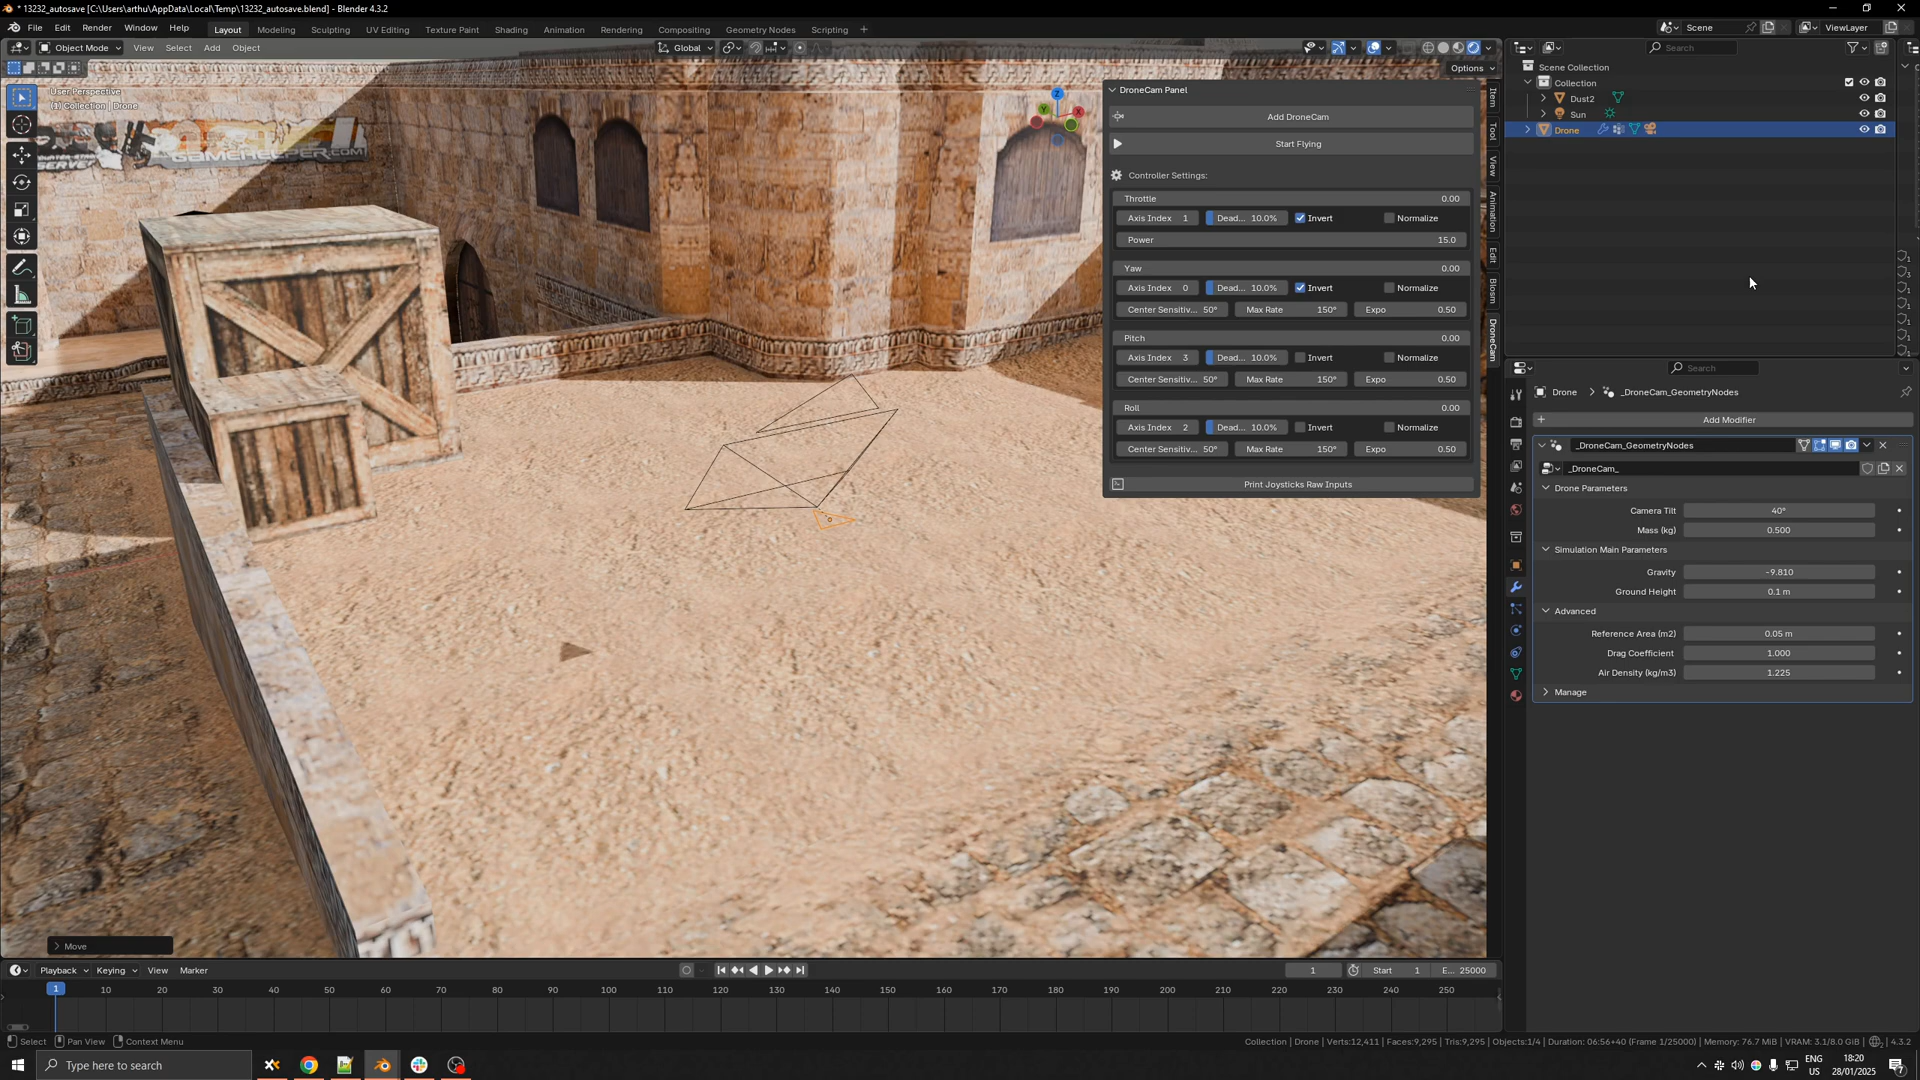 * 13232_autosave [C:\Users\arthu\AppData\Local\Temp\13232_autosave.blend] - Blender 4.3.2
File Edit Render Window Help Layout Modeling Sculpting UV Editing Texture Paint Shading Animation Rendering Compositing Geometry Nodes Scripting + Scene ViewLayer
Object Mode View Select Add Object Global Search
Options
User Perspective
(1) Collection | Drone
GAMEHELPER.COM
Scene Collection
Collection
Dust2
Sun
Drone
DroneCam Panel
Add DroneCam
Start Flying
Controller Settings:
Throttle 0.00
Axis Index 1 Dead... 10.0% Invert Normalize
Power 15.0
Yaw 0.00
Axis Index 0 Dead... 10.0% Invert Normalize
Center Sensitiv... 50° Max Rate 150° Expo 0.50
Pitch 0.00
Axis Index 3 Dead... 10.0% Invert Normalize
Center Sensitiv... 50° Max Rate 150° Expo 0.50
Roll 0.00
Axis Index 2 Dead... 10.0% Invert Normalize
Center Sensitiv... 50° Max Rate 150° Expo 0.50
Print Joysticks Raw Inputs
Item
Tool
View
Animation
Edit
Blosm
DroneCam
Search
Drone > _DroneCam_GeometryNodes
Add Modifier
_DroneCam_GeometryNodes
_DroneCam_
Drone Parameters
Camera Tilt 40°
Mass (kg) 0.500
Simulation Main Parameters
Gravity -9.810
Ground Height 0.1 m
Advanced
Reference Area (m2) 0.05 m
Drag Coefficient 1.000
Air Density (kg/m3) 1.225
Manage
Move
Playback Keying View Marker 1 Start 1 E... 25000
1 10 20 30 40 50 60 70 80 90 100 110 120 130 140 150 160 170 180 190 200 210 220 230 240 250
Select Pan View Context Menu Collection | Drone | Verts:12,411 | Faces:9,295 | Tris:9,295 | Objects:1/4 | Duration: 06:56+40 (Frame 1/25000) | Memory: 76.7 MiB | VRAM: 3.1/8.0 GiB | 4.3.2
Type here to search
ENG
US
18:20
28/01/2025
7